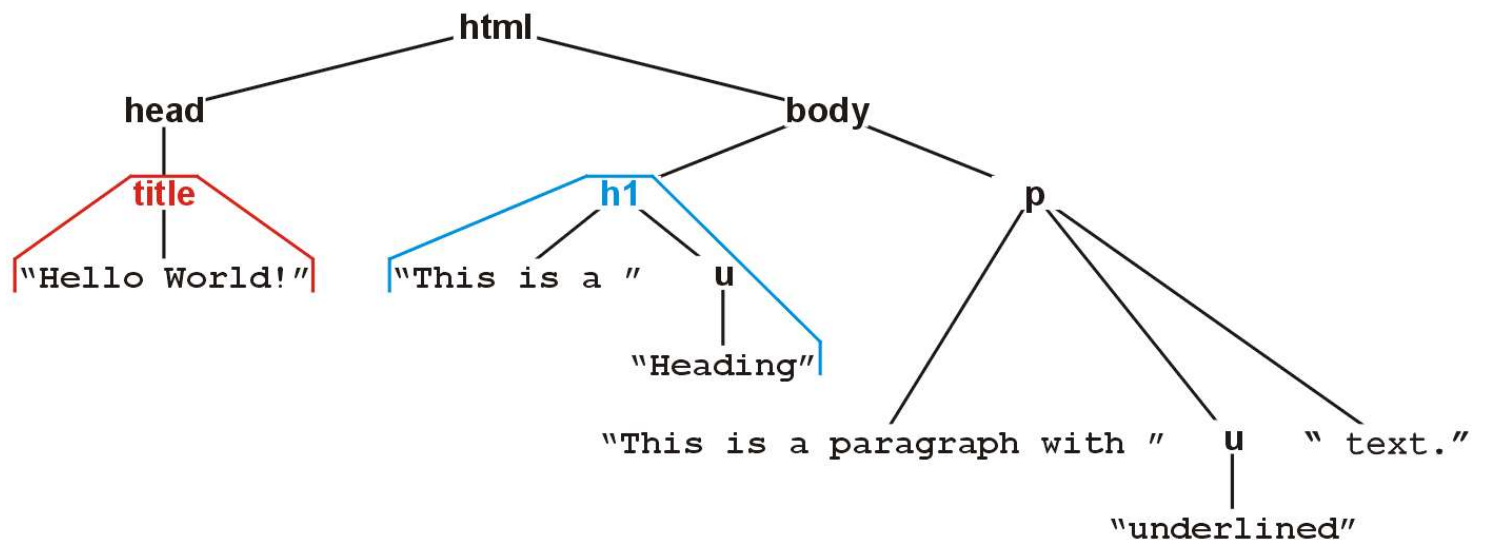 html
head
body
title
h1
p
“Hello World!”
“This is a ”
u
“Heading”
“This is a paragraph with ”
u
“ text.”
“underlined”